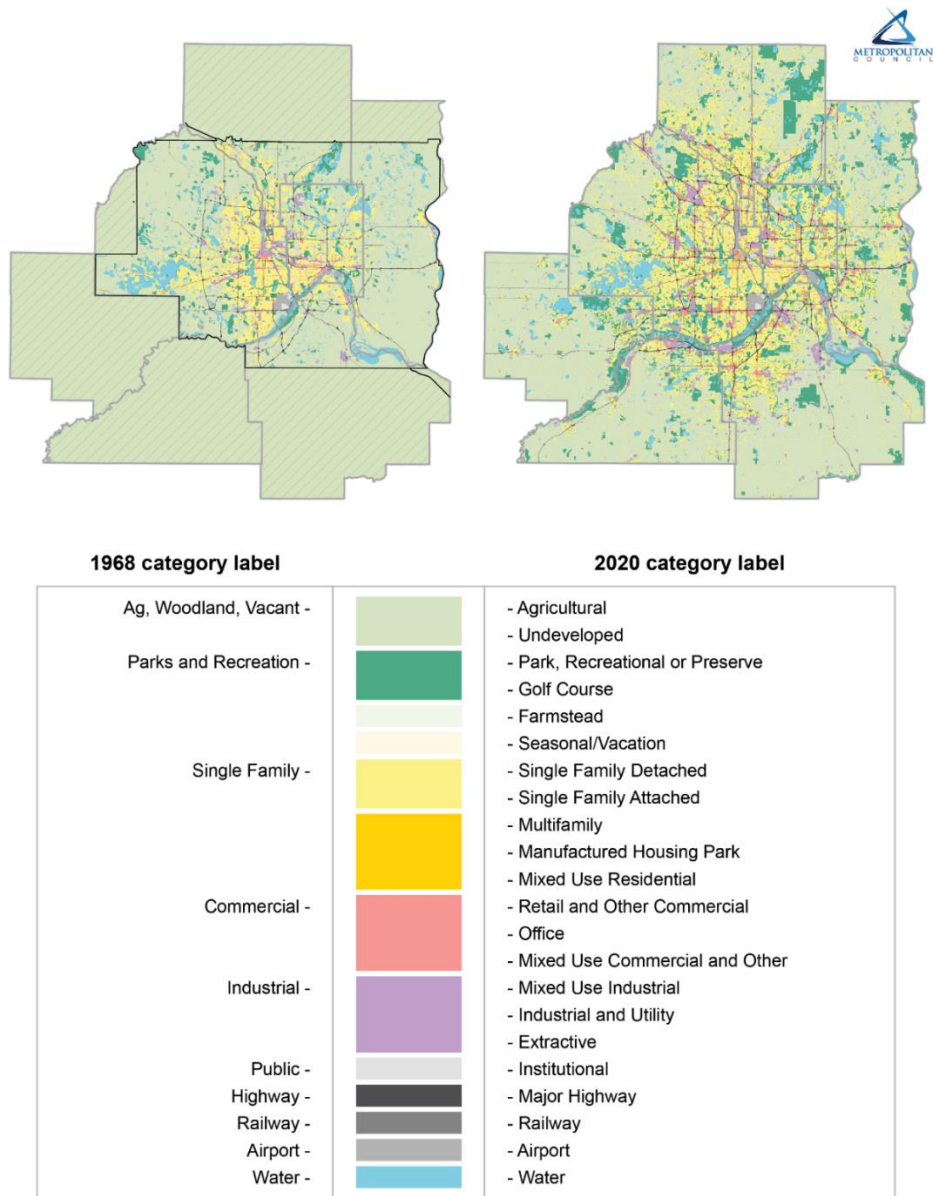 METROPOLITAN
COUNCIL
1968 category label
2020 category label
Ag, Woodland, Vacant -
- Agricultural
- Undeveloped
Parks and Recreation -
- Park, Recreational or Preserve
- Golf Course
- Farmstead
- Seasonal/Vacation
Single Family -
- Single Family Detached
- Single Family Attached
- Multifamily
- Manufactured Housing Park
- Mixed Use Residential
Commercial -
- Retail and Other Commercial
- Office
- Mixed Use Commercial and Other
Industrial -
- Mixed Use Industrial
- Industrial and Utility
- Extractive
Public -
- Institutional
Highway -
- Major Highway
Railway -
- Railway
Airport -
- Airport
Water -
- Water